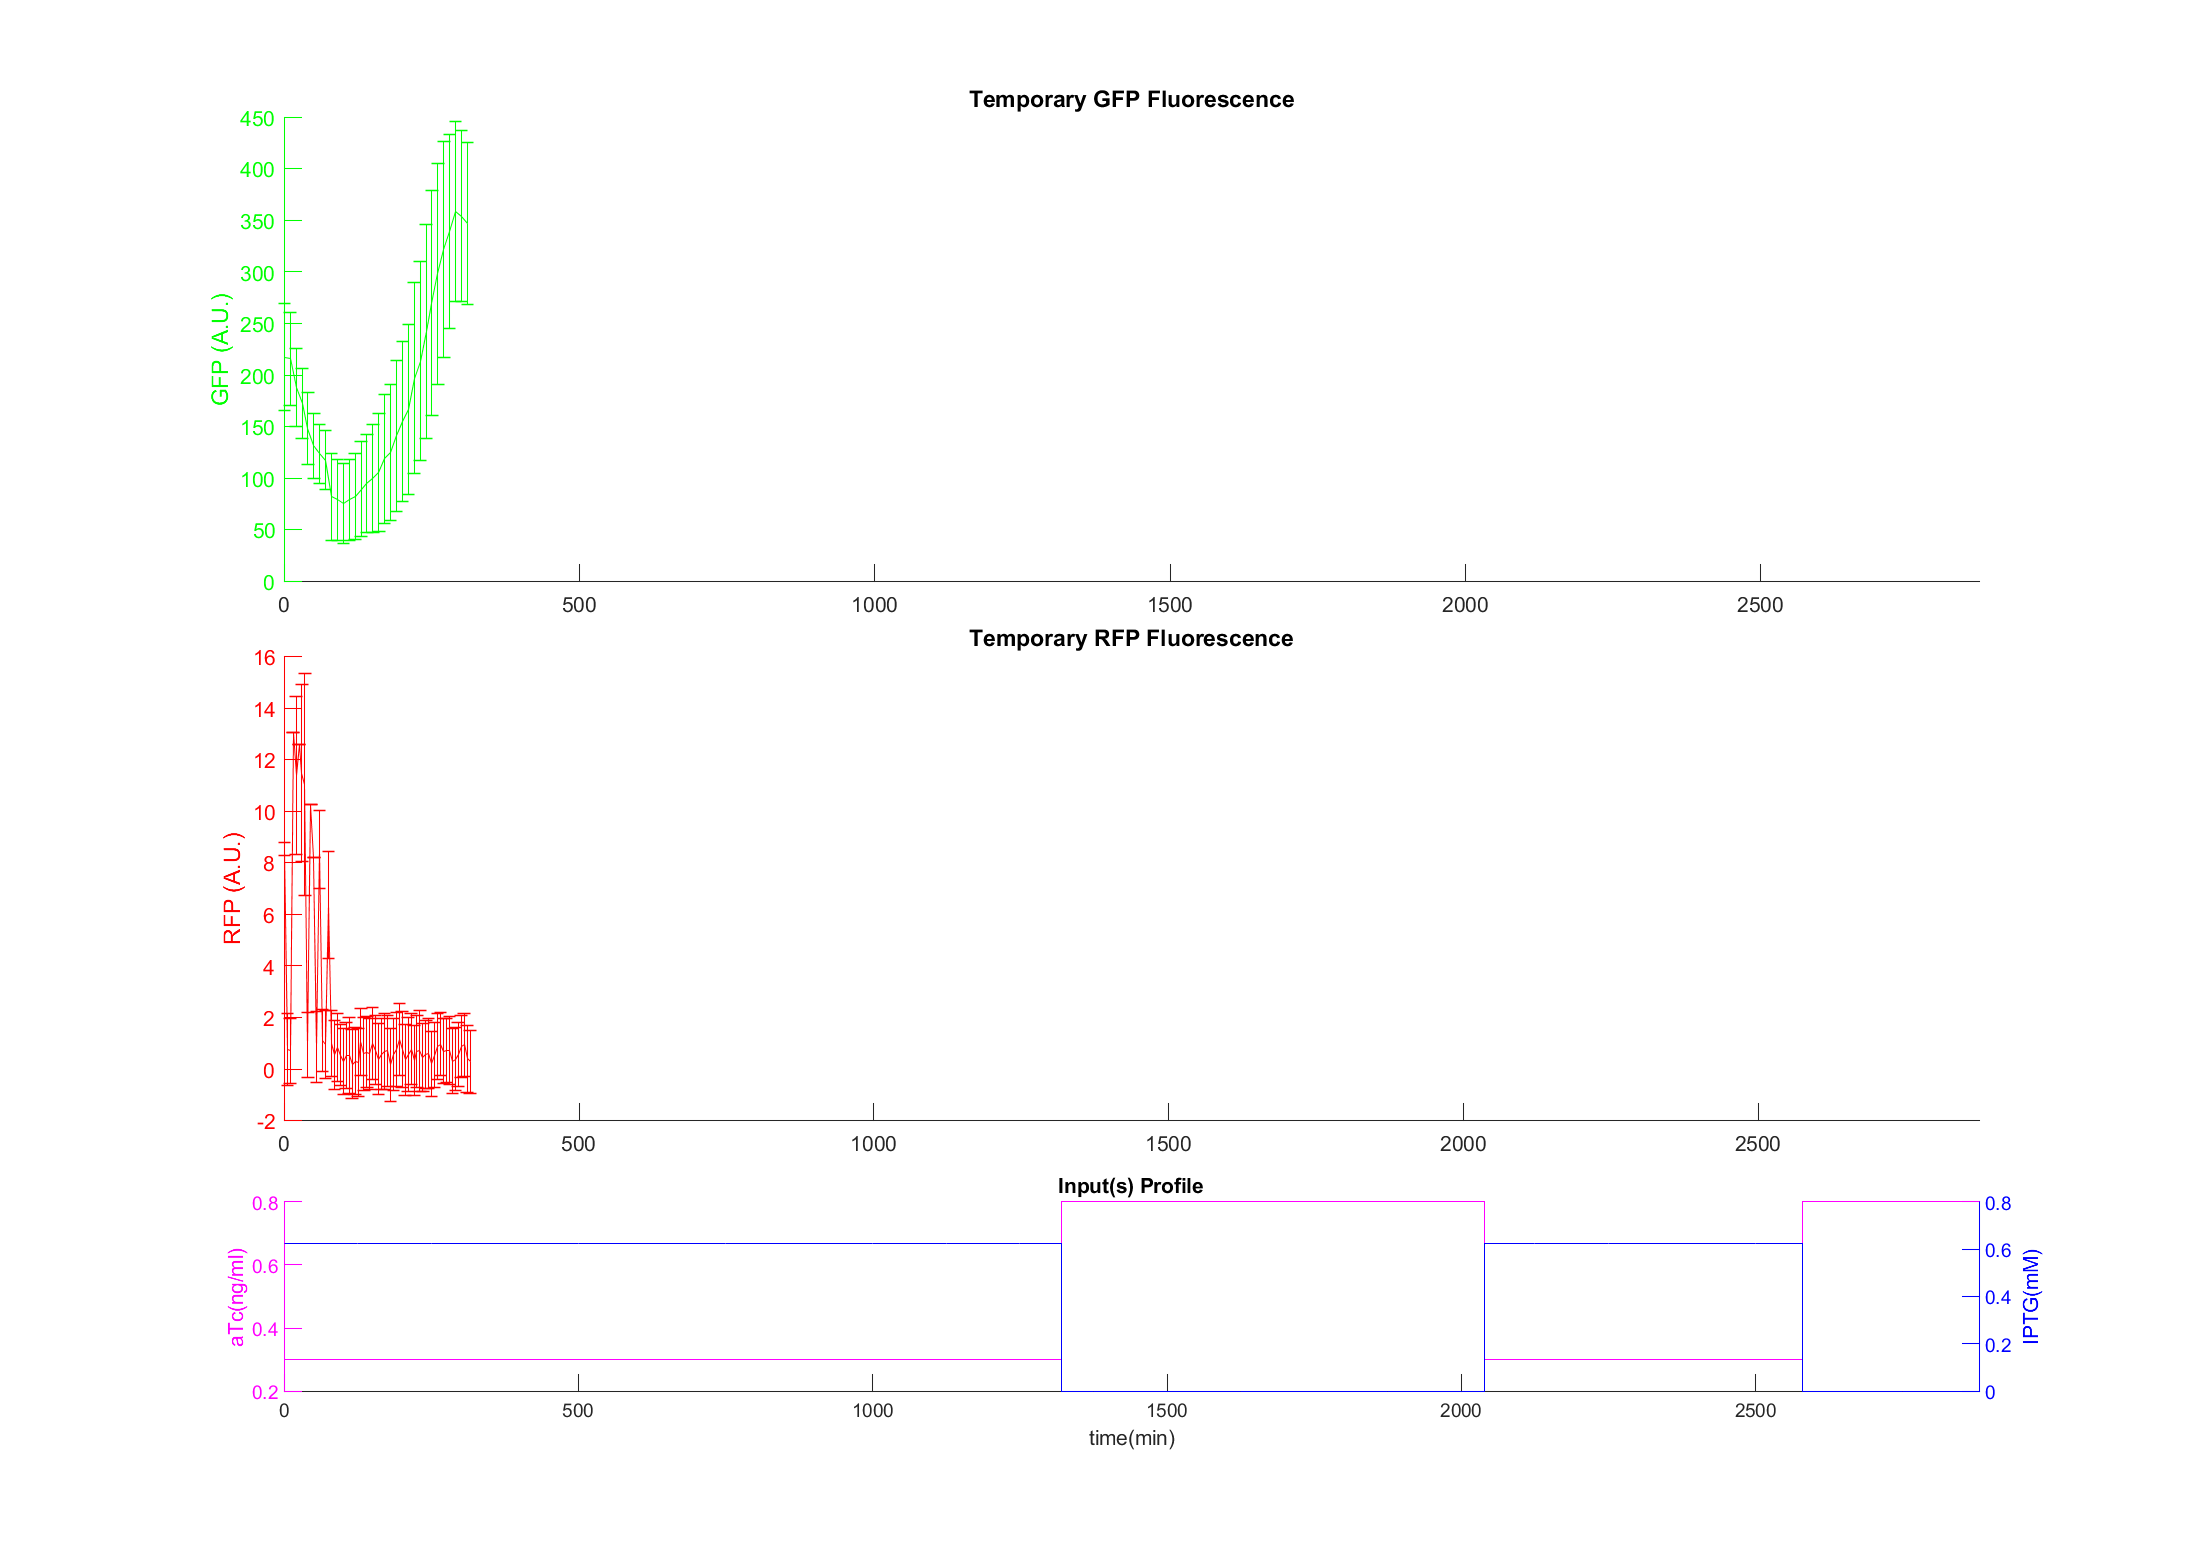 Temporary GFP Fluorescence
450
400
350
300
250
200
150
100
50
0
GFP (A.U.)
0 500 1000 1500 2000 2500
Temporary RFP Fluorescence
16
14
12
10
8
6
4
2
0
-2
RFP (A.U.)
0 500 1000 1500 2000 2500
Input(s) Profile
0.8
0.6
0.4
0.2
aTc(ng/ml)
0.8
0.6
0.4
0.2
0
IPTG(mM)
0 500 1000 1500 2000 2500
time(min)